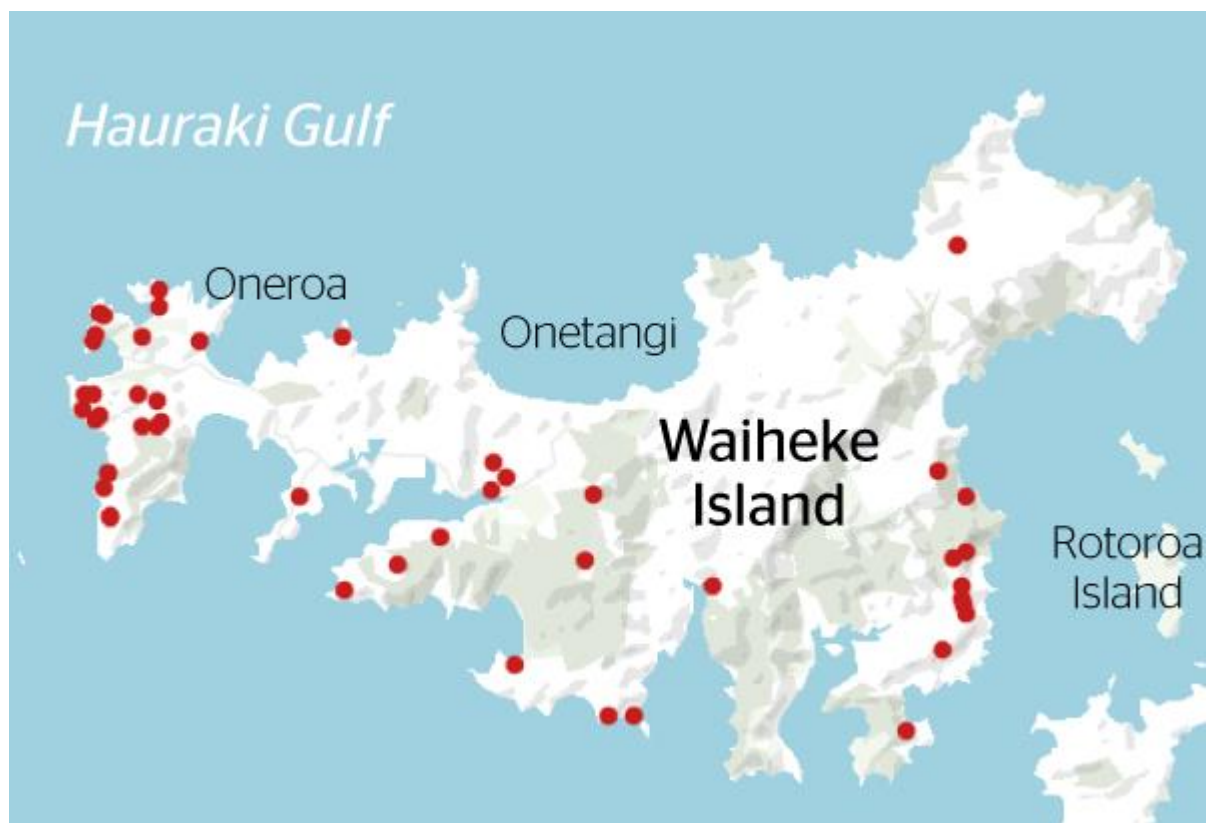 Hauraki Gulf
Oneroa
Onetangi
Waiheke
Island
Rotoroa
Island